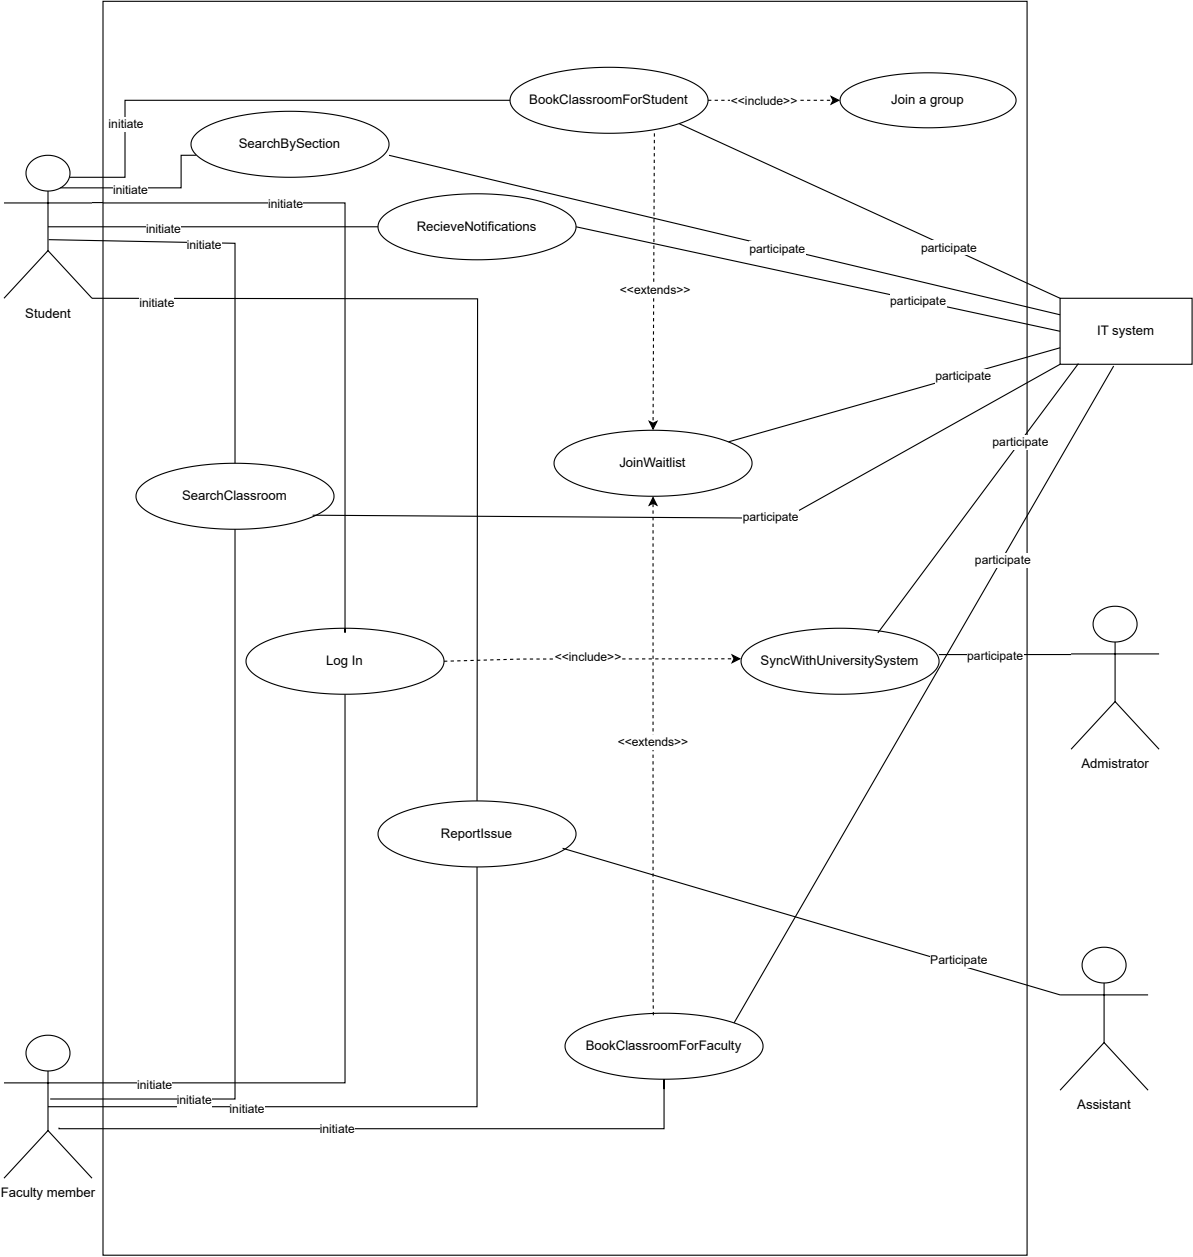 BookClassroomForStudent
<<include>>
Join a group
initiate
SearchBySection
initiate
initiate
RecieveNotifications
initiate
initiate
participate
participate
<<extends>>
participate
initiate
Student
IT system
participate
participate
JoinWaitlist
SearchClassroom
participate
participate
Log In
<<include>>
SyncWithUniversitySystem
participate
<<extends>>
Admistrator
ReportIssue
Participate
BookClassroomForFaculty
initiate
initiate
initiate
Assistant
initiate
Faculty member